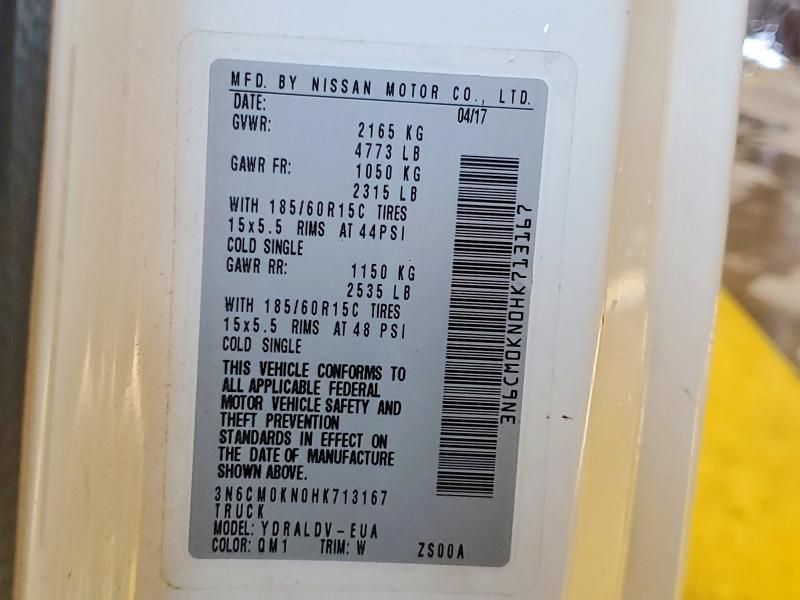 MFD. BY NISSAN MOTOR CO., LTD.
DATE: 04/17
GVWR: 2165 KG
4773 LB
GAWR FR: 1050 KG
2315 LB
WITH 185/60R15C TIRES
15x5.5 RIMS AT 44PSI
COLD SINGLE
GAWR RR: 1150 KG
2535 LB
WITH 185/60R15C TIRES
15x5.5 RIMS AT 48 PSI
COLD SINGLE
THIS VEHICLE CONFORMS TO
ALL APPLICABLE FEDERAL
MOTOR VEHICLE SAFETY AND
THEFT PREVENTION
STANDARDS IN EFFECT ON
THE DATE OF MANUFACTURE
SHOWN ABOVE.
3N6CM0KN0HK713167
TRUCK
MODEL: YDRALDV-EUA
COLOR: QM1 TRIM: W ZS00A
3N6CM0KN0HK713167